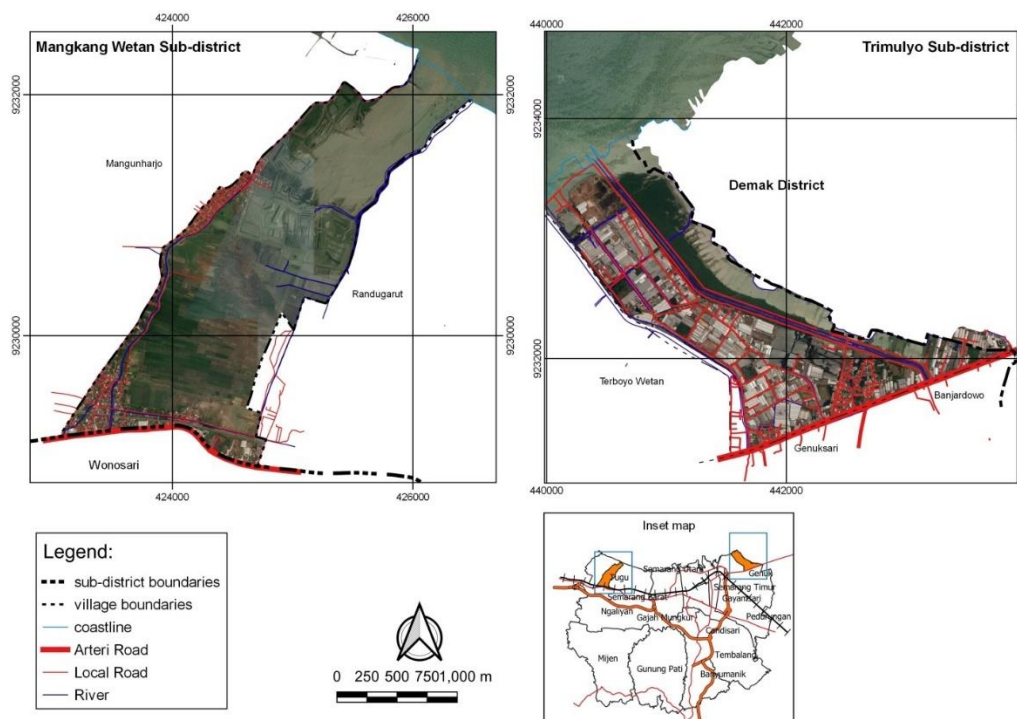 424000
426000
Mangkang Wetan Sub-district
9232000
9232000
Mangunharjo
Randugarut
9230000
9230000
Wonosari
424000
426000
440000
442000
Trimulyo Sub-district
9234000
9234000
Demak District
9232000
9232000
Terboyo Wetan
Banjardowo
Genuksari
440000
442000
Legend:
sub-district boundaries
village boundaries
coastline
Arteri Road
Local Road
River
0 250 500 7501,000 m
Inset map
Tugu
Semarang Utara
Genuk
Semarang Barat
Semarang Timur
Gayamsari
Ngaliyan
Gajah Mungkur
Pedurungan
Candisari
Mijen
Gunung Pati
Tembalang
Banyumanik